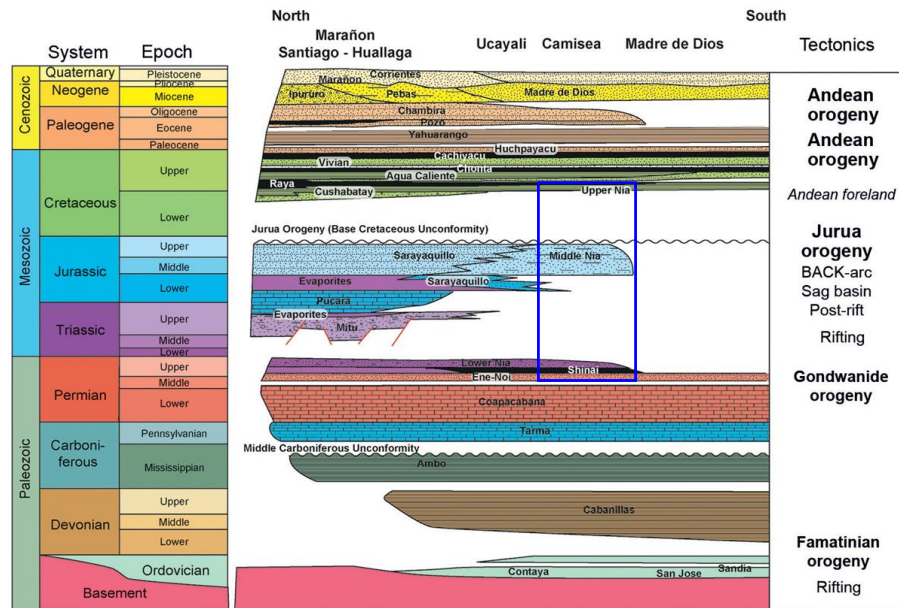 North South
Marañón
Santiago - Huallaga Ucayali Camisea Madre de Dios
System Epoch Tectonics
Cenozoic
Quaternary
Neogene
Paleogene
Pleistocene
Pliocene
Miocene
Oligocene
Eocene
Paleocene
Mesozoic
Cretaceous
Upper
Lower
Jurassic
Upper
Middle
Lower
Triassic
Upper
Middle
Lower
Paleozoic
Permian
Upper
Middle
Lower
Carboni-
ferous
Pennsylvanian
Mississippian
Devonian
Upper
Middle
Lower
Ordovician
Basement
Corrientes
Marañon
Ipururo
Pebas
Madre de Dios
Chambira
Pozo
Yahuarango
Huchpayacu
Cachiyacu
Vivian
Chonta
Agua Caliente
Raya
Cushabatay
Upper Nia
Jurua Orogeny (Base Cretaceous Unconformity)
Sarayaquillo
Middle Nia
Evaporites
Sarayaquillo
Pucara
Evaporites
Mitu
Lower Nia
Shinai
Ene-Noi
Coapacabana
Tarma
Middle Carboniferous Unconformity
Ambo
Cabanillas
Contaya
San Jose
Sandia
Andean
orogeny
Andean
orogeny
Andean foreland
Jurua
orogeny
BACK-arc
Sag basin
Post-rift
Rifting
Gondwanide
orogeny
Famatinian
orogeny
Rifting